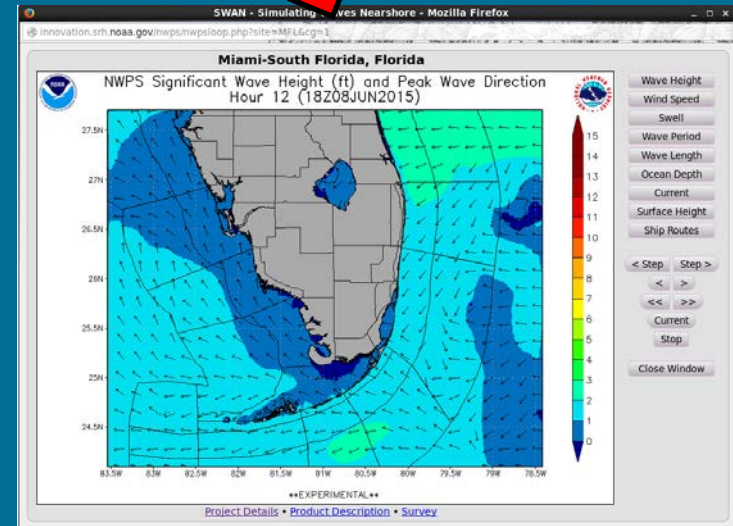 SWAN - Simulating Waves Nearshore - Mozilla Firefox
innovation.srh.noaa.gov/nwps/nwpsloop.php?site=MFL&cg=1
Miami-South Florida, Florida
NWPS Significant Wave Height (ft) and Peak Wave Direction
Hour 12 (18Z08JUN2015)
27.5N
27N
26.5N
26N
25.5N
25N
24.5N
83.5W 83W 82.5W 82W 81.5W 81W 80.5W 80W 79.5W 79W 78.5W
15
14
13
12
11
10
9
8
7
6
5
4
3
2
1
0
**EXPERIMENTAL**
Project Details • Product Description • Survey
Wave Height
Wind Speed
Swell
Wave Period
Wave Length
Ocean Depth
Current
Surface Height
Ship Routes
< Step Step >
< >
<< >>
Current
Stop
Close Window